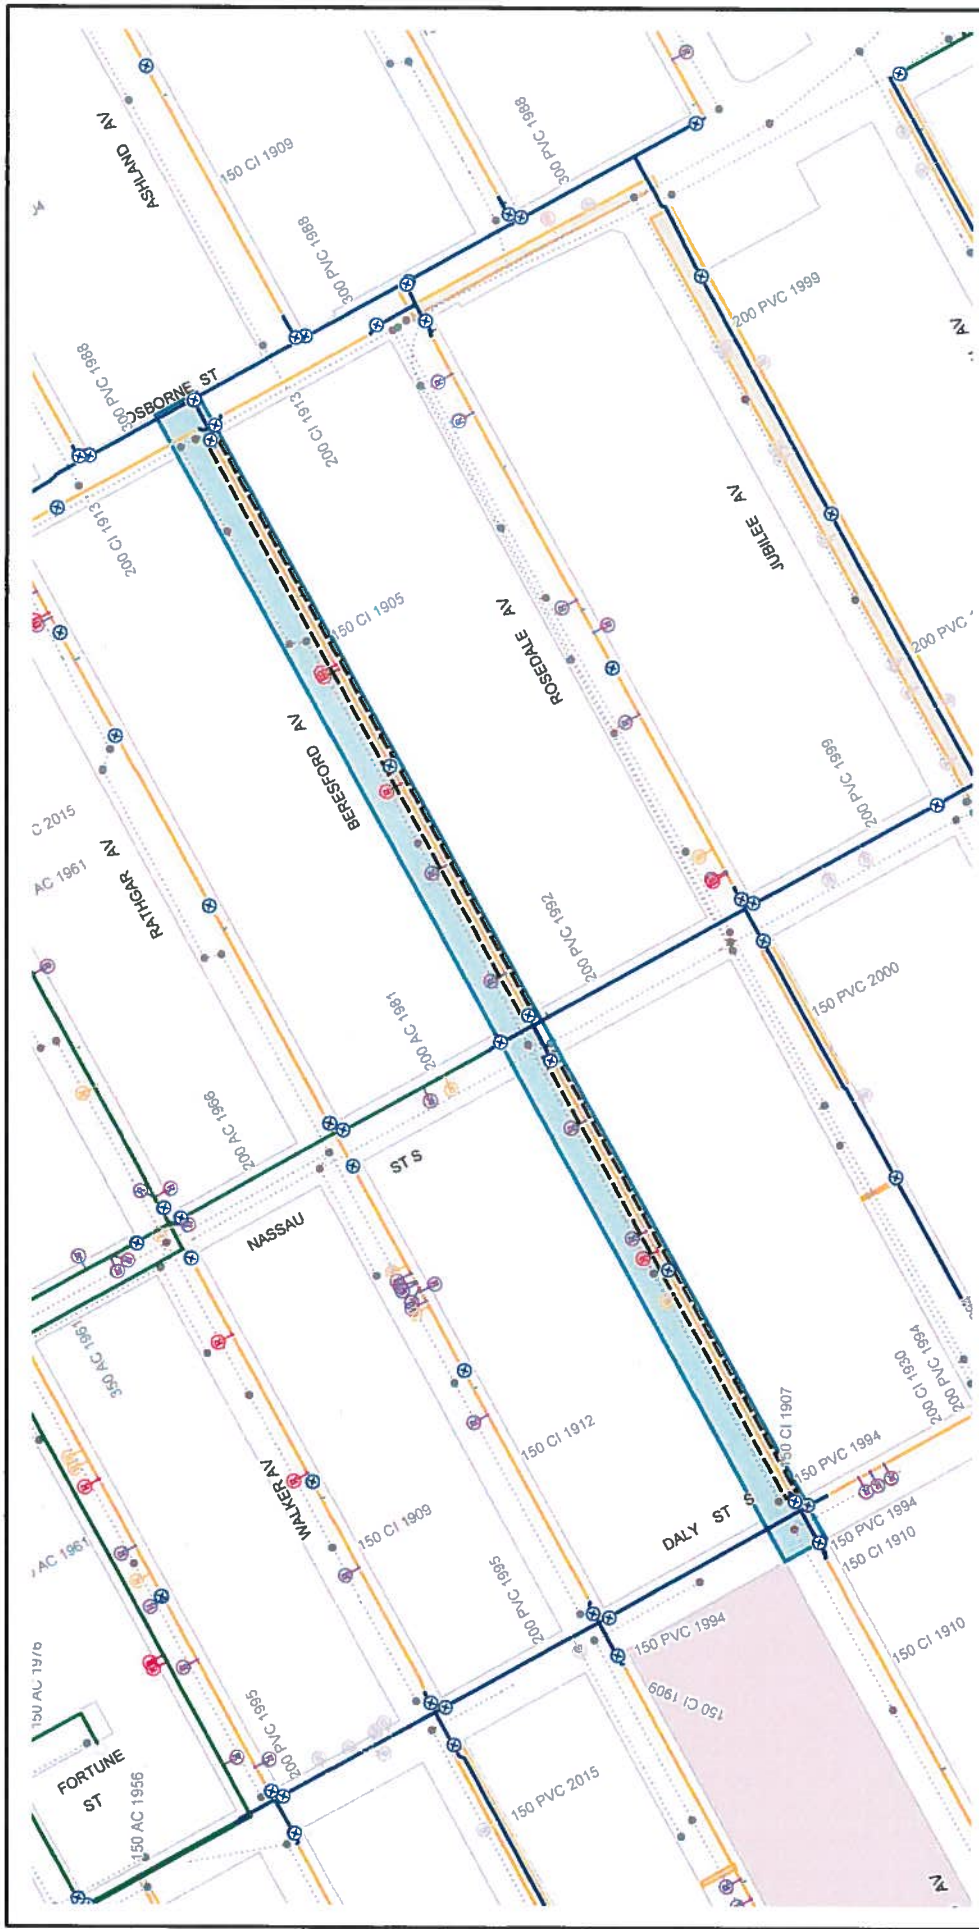 ASHLAND AV
150 CI 1909
300 PVC 1988
300 PVC 1988
300 PVC 1988
OSBORNE ST
200 PVC 1999
AV
200 CI 1913
200 CI 1913
JUBILEE AV
150 CI 1905
ROSEDALE AV
200 PVC
BERESFORD AV
C 2015
AC 1961
RATHGAR AV
200 PVC 1999
200 PVC 1992
200 AC 1981
150 PVC 2000
200 AC 1966
ST S
NASSAU
350 AC 1961
200 PVC 1994
200 CI 1930
150 CI 1907
150 CI 1912
150 PVC 1994
WALKER AV
DALY ST S
150 CI 1909
150 PVC 1994
150 CI 1910
AC 1961
200 PVC 1995
150 PVC 1994
150 CI 1910
150 AC 1976
150 CI 1909
200 PVC 1995
FORTUNE
ST
150 PVC 2015
150 AC 1956
AV